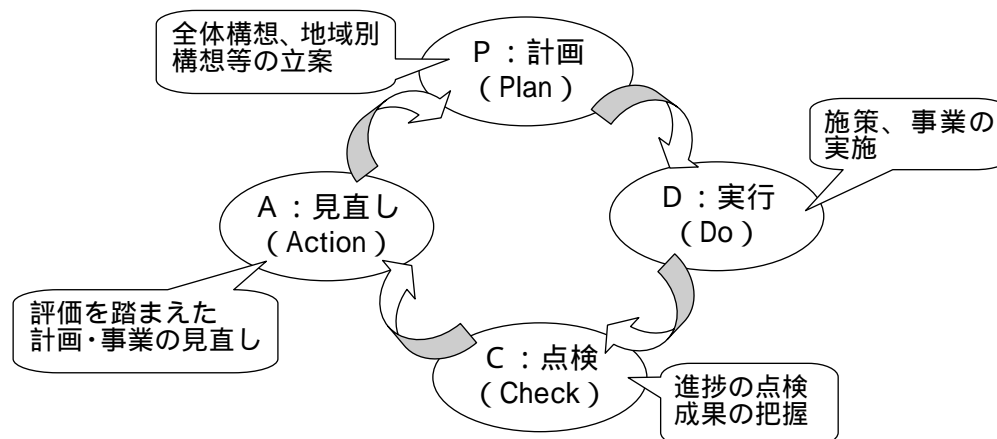 全体構想、地域別
構想等の立案
P：計画
（Plan）
施策、事業の
実施
D：実行
（Do）
A：見直し
（Action）
評価を踏まえた
計画・事業の見直し
C：点検
（Check）
進捗の点検
成果の把握